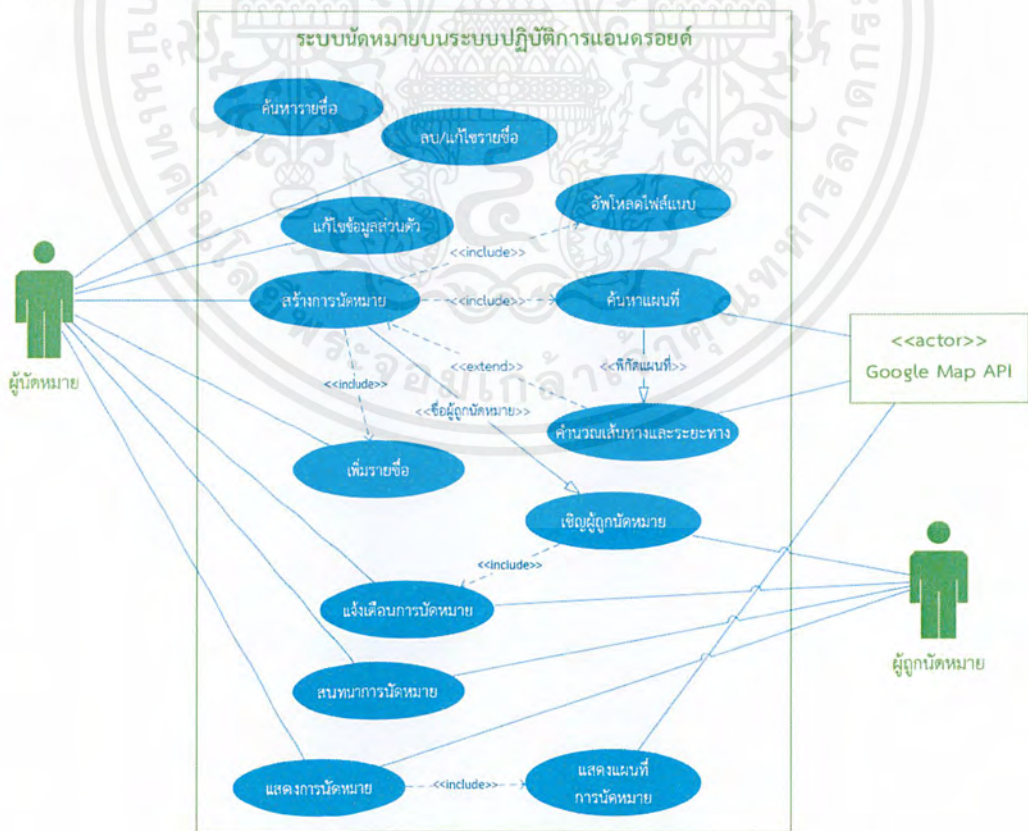 ระบบนัดหมายบนระบบปฏิบัติการแอนดรอยด์
ค้นหารายชื่อ
ลบ/แก้ไขรายชื่อ
อัพโหลดไฟล์แนบ
แก้ไขข้อมูลส่วนตัว
<<include>>
สร้างการนัดหมาย
<<include>>
ค้นหาแผนที่
<<actor>>
Google Map API
ผู้นัดหมาย
<<include>>
<<extend>>
<<พิกัดแผนที่>>
<<ชื่อผู้ถูกนัดหมาย>>
คำนวณเส้นทางและระยะทาง
เพิ่มรายชื่อ
เชิญผู้ถูกนัดหมาย
<<include>>
แจ้งเตือนการนัดหมาย
ผู้ถูกนัดหมาย
สนทนาการนัดหมาย
แสดงการนัดหมาย
<<include>>
แสดงแผนที่
การนัดหมาย